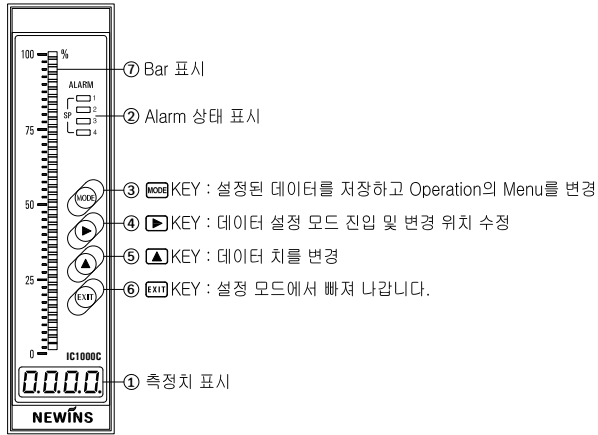 100 %
ALARM
1
2
SP
3
4
75
50
25
0
MODE
▶
▲
EXIT
IC1000C
0.0.0.0.
NEWINS
⑦ Bar 표시
② Alarm 상태 표시
③ MODE KEY : 설정된 데이터를 저장하고 Operation의 Menu를 변경
④ ▶ KEY : 데이터 설정 모드 진입 및 변경 위치 수정
⑤ ▲ KEY : 데이터 치를 변경
⑥ EXIT KEY : 설정 모드에서 빠져 나갑니다.
① 측정치 표시